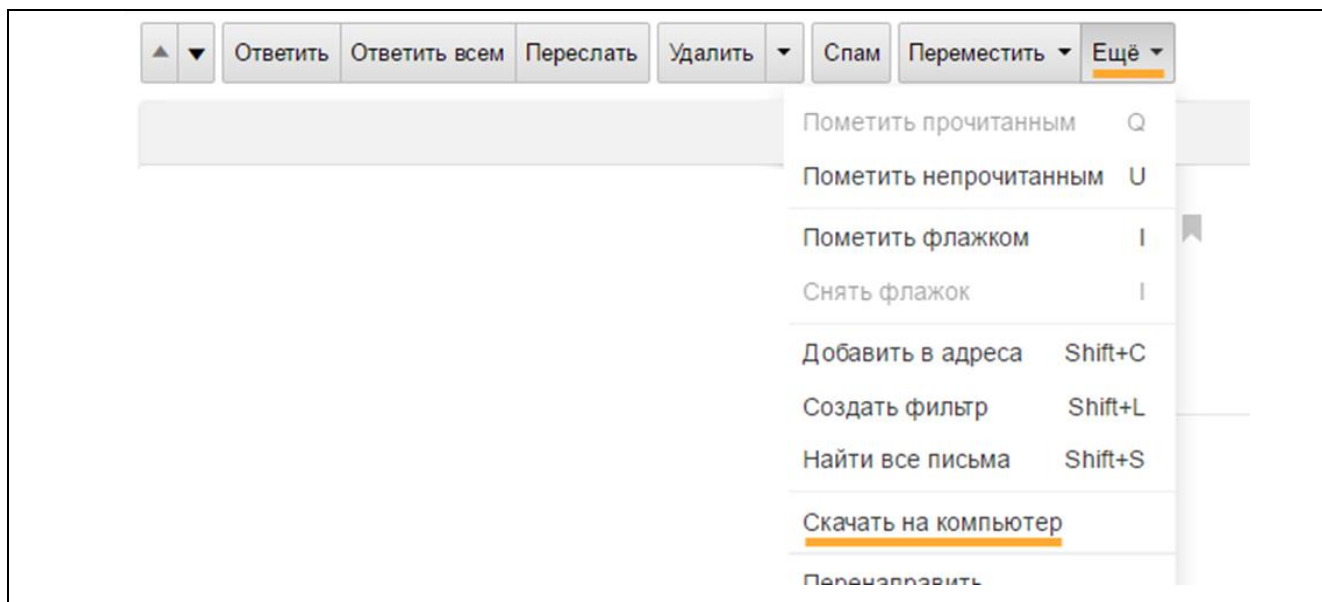 Ответить Ответить всем Переслать Удалить Спам Переместить Ещё
Пометить прочитанным Q
Пометить непрочитанным U
Пометить флажком I
Снять флажок I
Добавить в адреса Shift+C
Создать фильтр Shift+L
Найти все письма Shift+S
Скачать на компьютер
Перенаправить